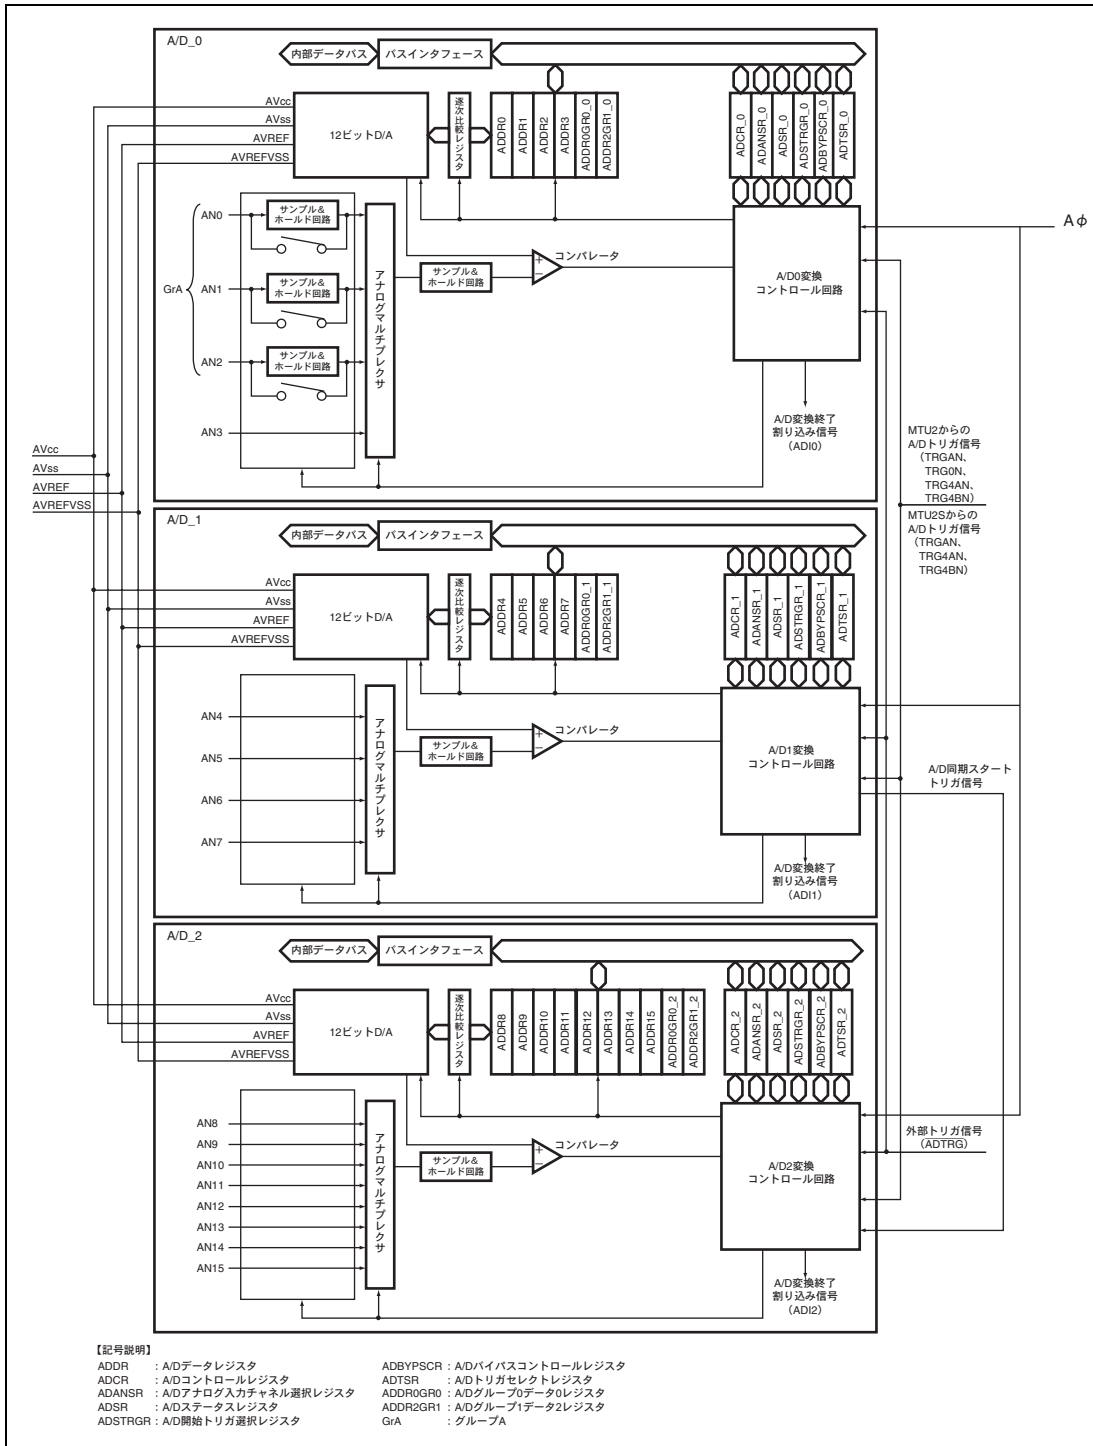 A/D_0
内部データバス
バスインタフェース
AVcc
AVss
AVREF
AVREFVSS
12ビットD/A
逐次比較レジスタ
ADDR0
ADDR1
ADDR2
ADDR3
ADDR0GR0_0
ADDR2GR1_0
ADCR_0
ADANSR_0
ADSR_0
ADSTRGR_0
ADBYPSCR_0
ADTSR_0
GrA
AN0
サンプル&
ホールド回路
AN1
サンプル&
ホールド回路
AN2
サンプル&
ホールド回路
AN3
アナログマルチプレクサ
サンプル&
ホールド回路
+
−
コンパレータ
A/D0変換
コントロール回路
A/D変換終了
割り込み信号
(ADI0)
Aφ
AVcc
AVss
AVREF
AVREFVSS
MTU2からの
A/Dトリガ信号
(TRGAN、
TRG0N、
TRG4AN、
TRG4BN)
MTU2Sからの
A/Dトリガ信号
(TRGAN、
TRG4AN、
TRG4BN)
A/D_1
内部データバス
バスインタフェース
AVcc
AVss
AVREF
AVREFVSS
12ビットD/A
逐次比較レジスタ
ADDR4
ADDR5
ADDR6
ADDR7
ADDR0GR0_1
ADDR2GR1_1
ADCR_1
ADANSR_1
ADSR_1
ADSTRGR_1
ADBYPSCR_1
ADTSR_1
AN4
AN5
AN6
AN7
アナログマルチプレクサ
サンプル&
ホールド回路
+
−
コンパレータ
A/D1変換
コントロール回路
A/D変換終了
割り込み信号
(ADI1)
A/D同期スタート
トリガ信号
A/D_2
内部データバス
バスインタフェース
AVcc
AVss
AVREF
AVREFVSS
12ビットD/A
逐次比較レジスタ
ADDR8
ADDR9
ADDR10
ADDR11
ADDR12
ADDR13
ADDR14
ADDR15
ADDR0GR0_2
ADDR2GR1_2
ADCR_2
ADANSR_2
ADSR_2
ADSTRGR_2
ADBYPSCR_2
ADTSR_2
AN8
AN9
AN10
AN11
AN12
AN13
AN14
AN15
アナログマルチプレクサ
サンプル&
ホールド回路
+
−
コンパレータ
A/D2変換
コントロール回路
A/D変換終了
割り込み信号
(ADI2)
外部トリガ信号
(ADTRG)
【記号説明】
ADDR : A/Dデータレジスタ
ADCR : A/Dコントロールレジスタ
ADANSR : A/Dアナログ入力チャネル選択レジスタ
ADSR : A/Dステータスレジスタ
ADSTRGR : A/D開始トリガ選択レジスタ
ADBYPSCR : A/Dバイパスコントロールレジスタ
ADTSR : A/Dトリガセレクトレジスタ
ADDR0GR0 : A/Dグループ0データ0レジスタ
ADDR2GR1 : A/Dグループ1データ2レジスタ
GrA : グループA